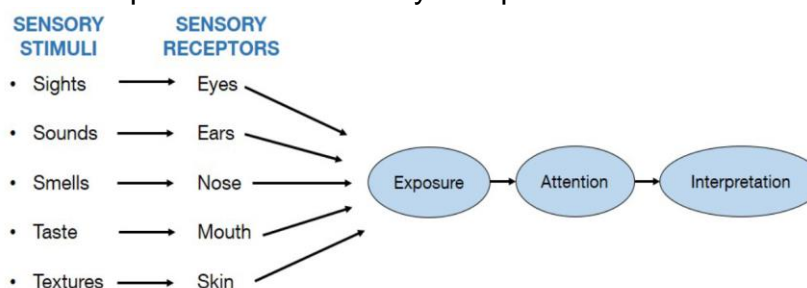 SENSORY SENSORY
STIMULI RECEPTORS
• Sights Eyes
• Sounds Ears
• Smells Nose
Exposure Attention Interpretation
• Taste Mouth
• Textures Skin